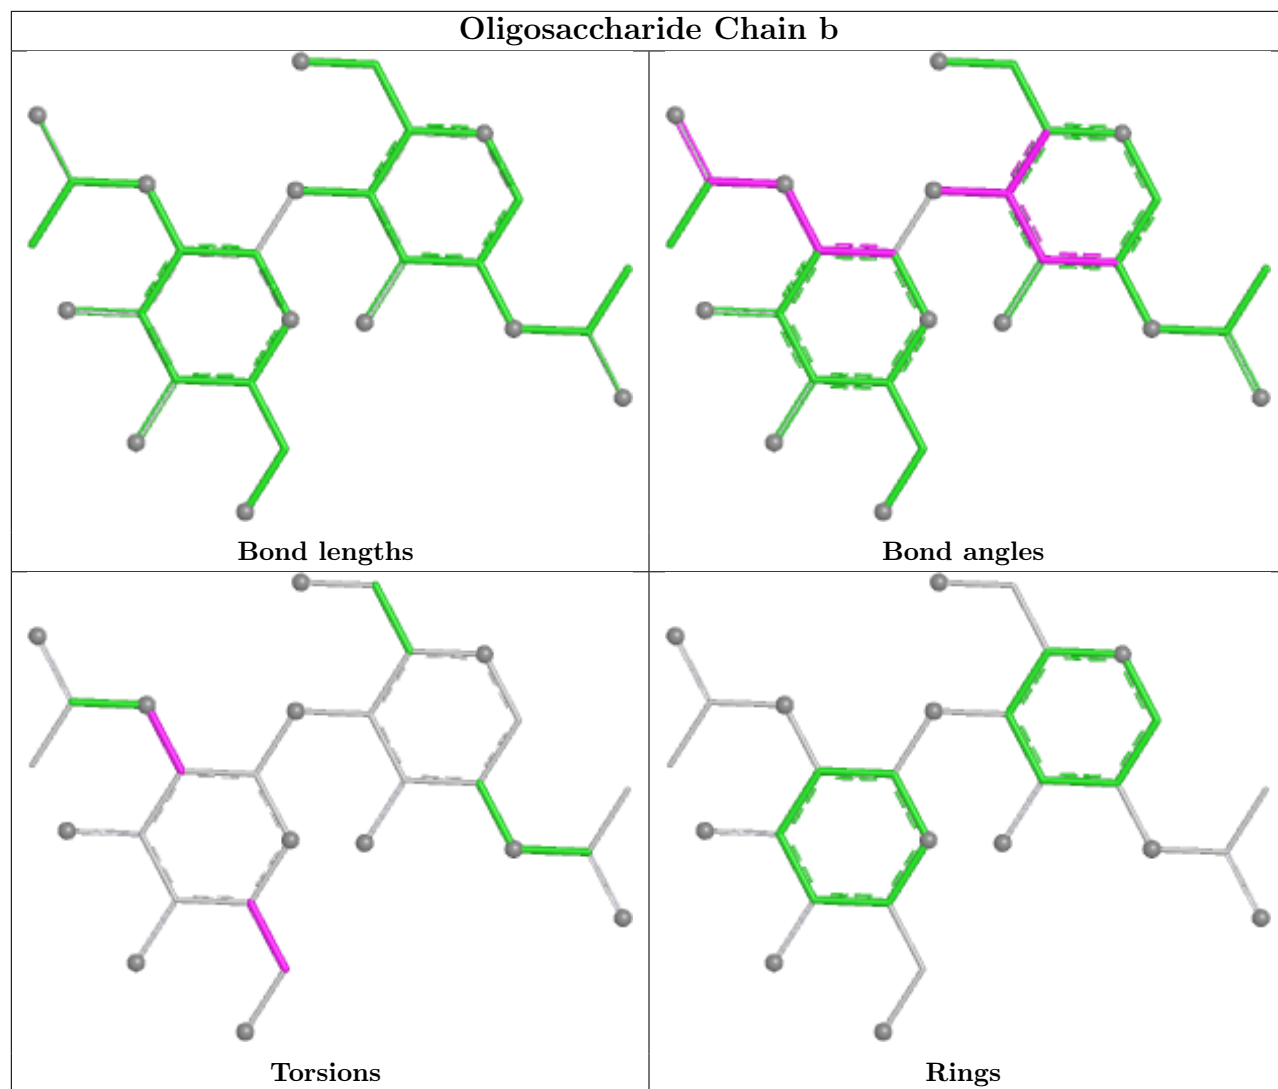 Oligosaccharide Chain b
Bond lengths
Bond angles
Torsions
Rings